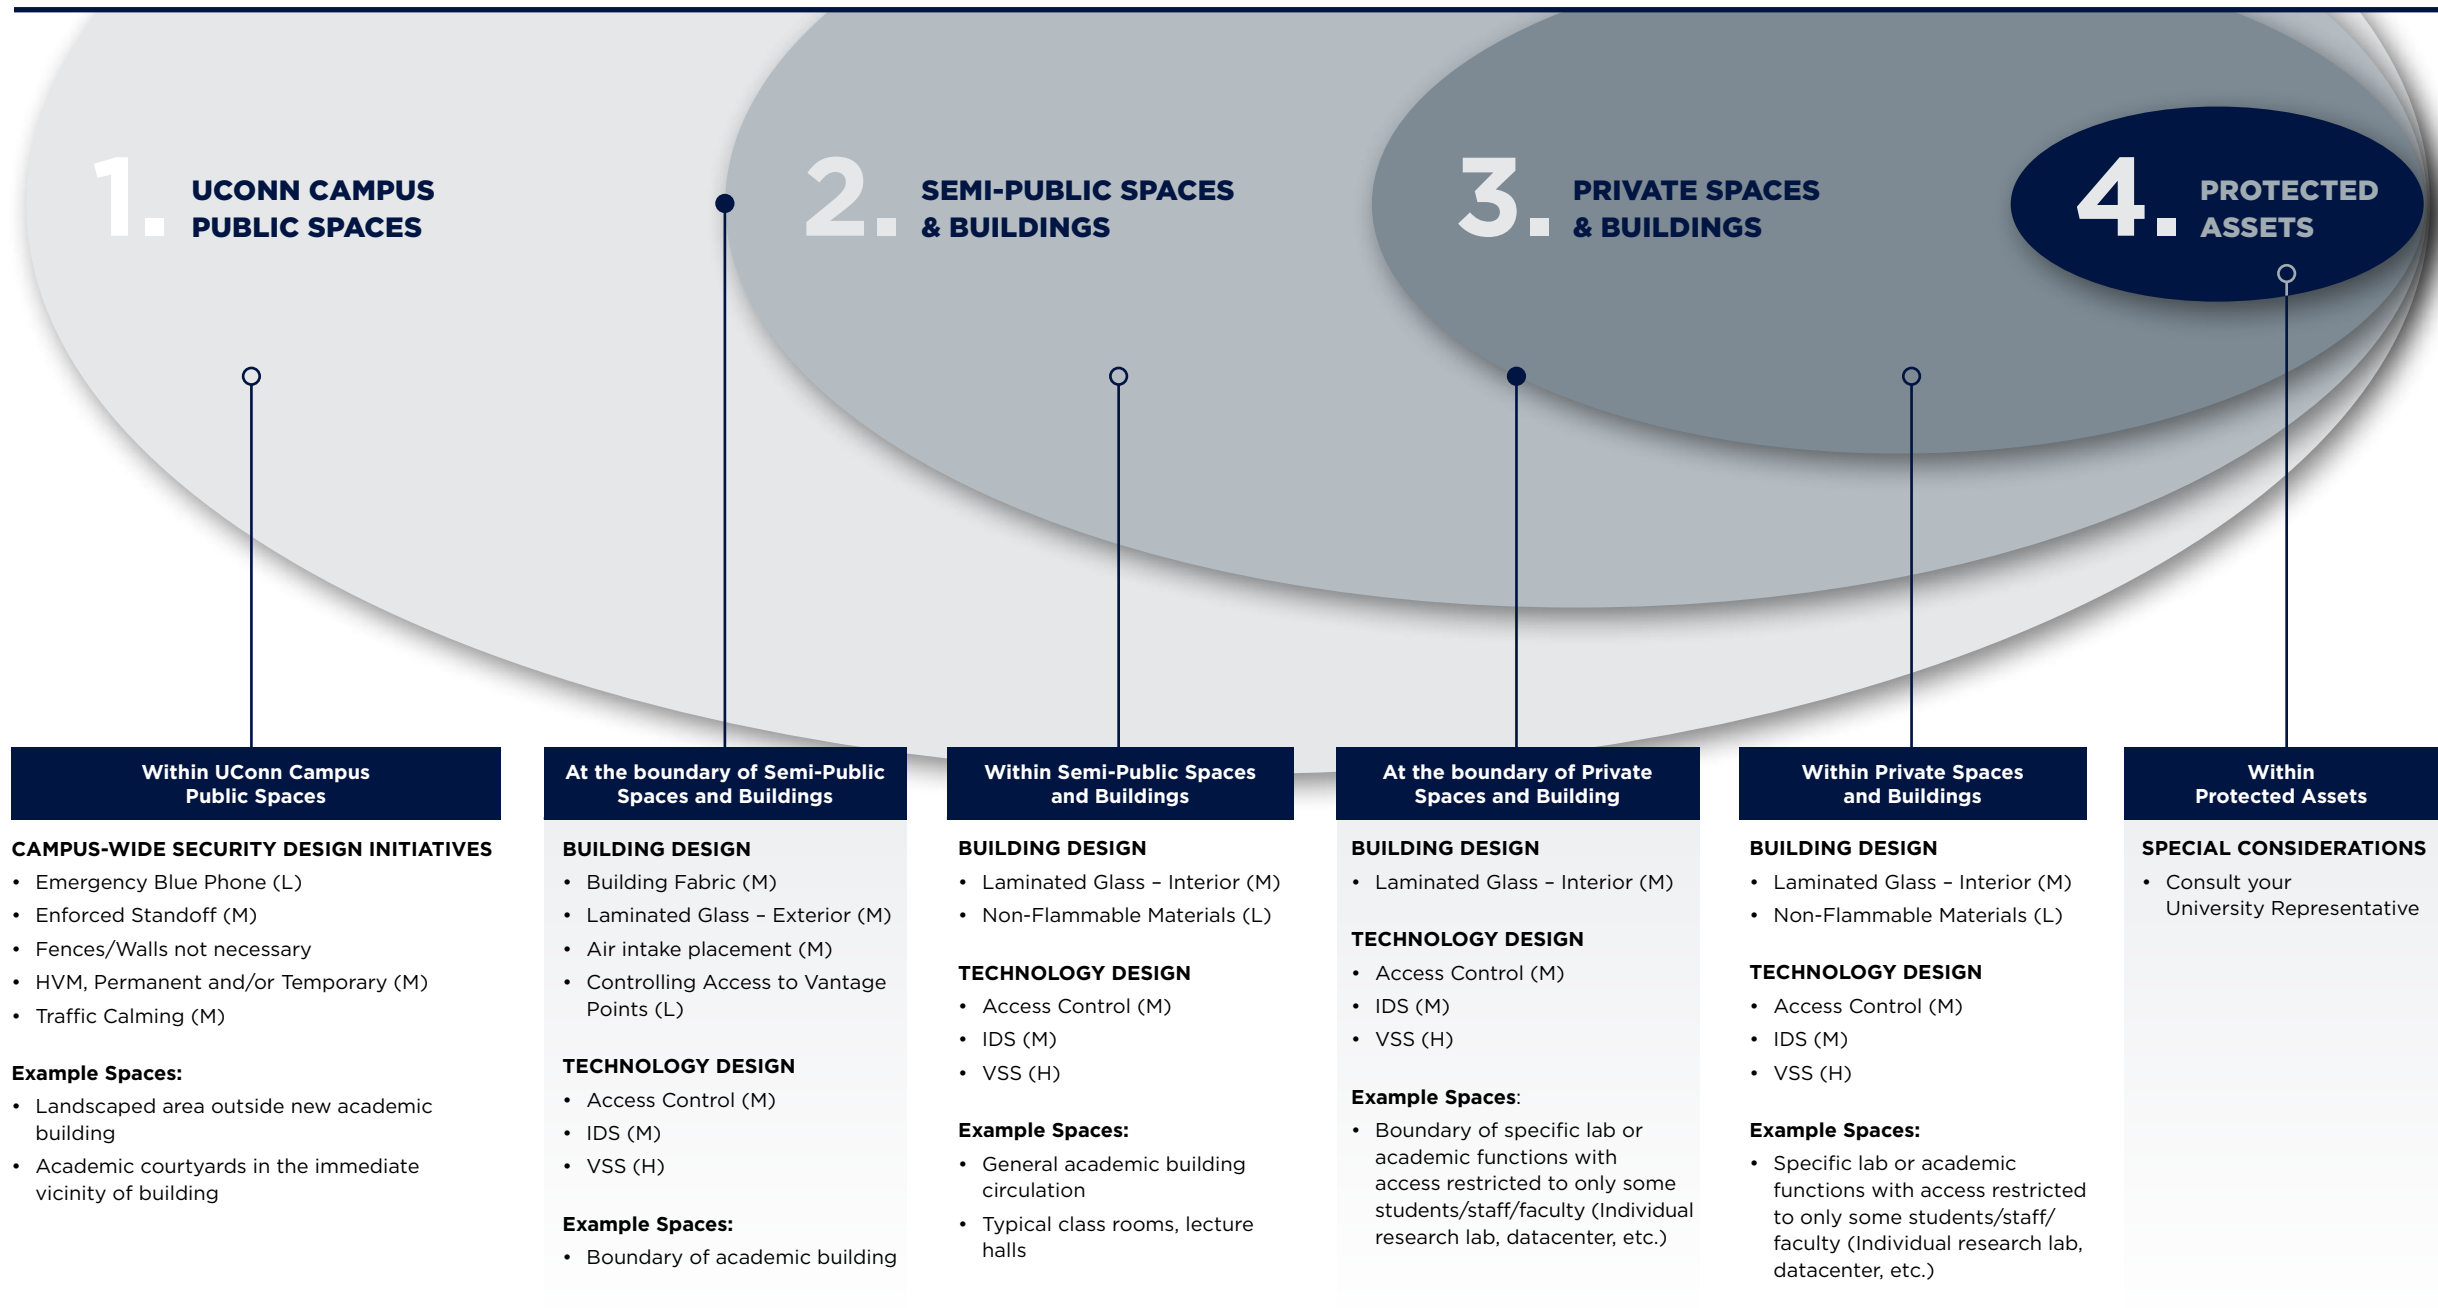 1. UCONN CAMPUS
PUBLIC SPACES
2. SEMI-PUBLIC SPACES
& BUILDINGS
3. PRIVATE SPACES
& BUILDINGS
4. PROTECTED
ASSETS
Within UConn Campus
Public Spaces
CAMPUS-WIDE SECURITY DESIGN INITIATIVES
• Emergency Blue Phone (L)
• Enforced Standoff (M)
• Fences/Walls not necessary
• HVM, Permanent and/or Temporary (M)
• Traffic Calming (M)
Example Spaces:
• Landscaped area outside new academic
building
• Academic courtyards in the immediate
vicinity of building
At the boundary of Semi-Public
Spaces and Buildings
BUILDING DESIGN
• Building Fabric (M)
• Laminated Glass – Exterior (M)
• Air intake placement (M)
• Controlling Access to Vantage
Points (L)
TECHNOLOGY DESIGN
• Access Control (M)
• IDS (M)
• VSS (H)
Example Spaces:
• Boundary of academic building
Within Semi-Public Spaces
and Buildings
BUILDING DESIGN
• Laminated Glass – Interior (M)
• Non-Flammable Materials (L)
TECHNOLOGY DESIGN
• Access Control (M)
• IDS (M)
• VSS (H)
Example Spaces:
• General academic building
circulation
• Typical class rooms, lecture
halls
At the boundary of Private
Spaces and Building
BUILDING DESIGN
• Laminated Glass – Interior (M)
TECHNOLOGY DESIGN
• Access Control (M)
• IDS (M)
• VSS (H)
Example Spaces:
• Boundary of specific lab or
academic functions with
access restricted to only some
students/staff/faculty (Individual
research lab, datacenter, etc.)
Within Private Spaces
and Buildings
BUILDING DESIGN
• Laminated Glass – Interior (M)
• Non-Flammable Materials (L)
TECHNOLOGY DESIGN
• Access Control (M)
• IDS (M)
• VSS (H)
Example Spaces:
• Specific lab or academic
functions with access restricted
to only some students/staff/
faculty (Individual research lab,
datacenter, etc.)
Within
Protected Assets
SPECIAL CONSIDERATIONS
• Consult your
University Representative